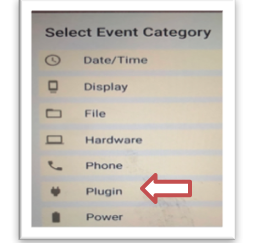 Select Event Category
Date/Time
Display
File
Hardware
Phone
Plugin
Power